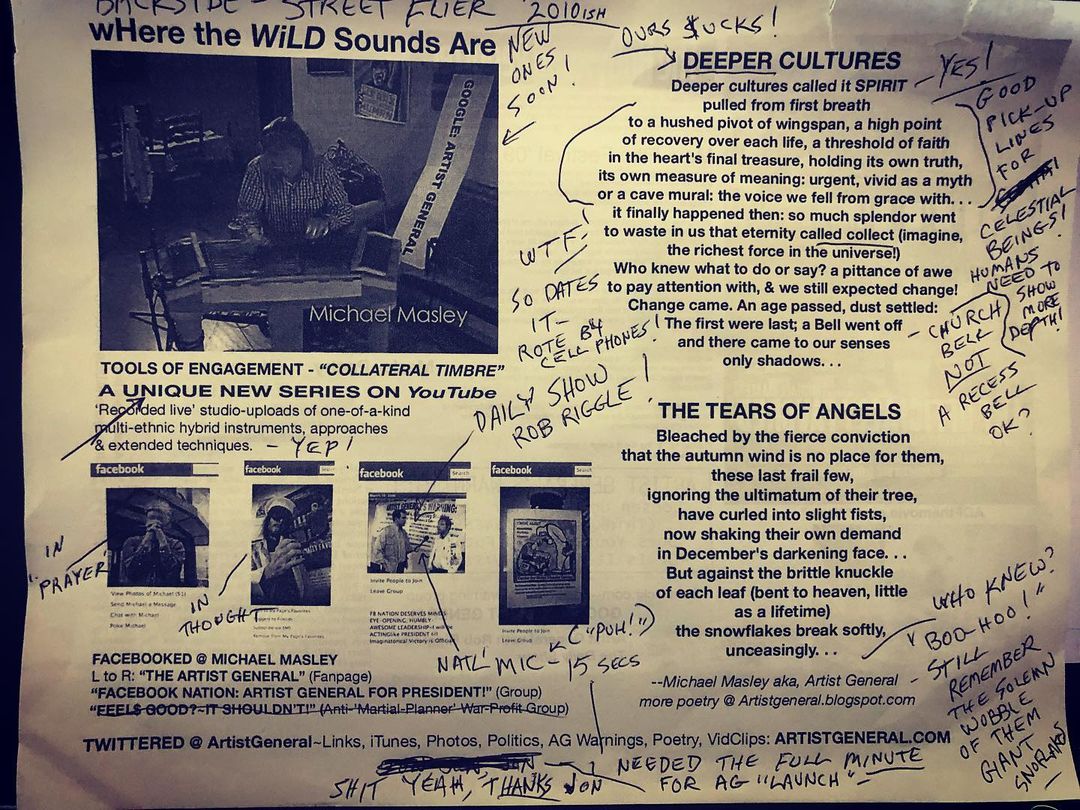 BACKSIDE - STREET FLIER 2010ISH
wHere the WiLD Sounds Are
NEW
ONES
SOON!
GOOGLE: ARTIST GENERAL
Michael Masley
TOOLS OF ENGAGEMENT - “COLLATERAL TIMBRE”
A UNIQUE NEW SERIES ON YouTube
‘Recorded live’ studio-uploads of one-of-a-kind
multi-ethnic hybrid instruments, approaches
& extended techniques. - YEP!
facebook
facebook
facebook Search
facebook Search
View Photos of Michael
Send Michael a Message
Chat with Michael
Poke Michael
Invite People to Join
Leave Group
FB NATION DESERVES
EYE-OPENING, HUMBLY
AWESOME LEADERSHIP
Invite People to Join
Leave Group
IN
PRAYER
IN
THOUGHT
DAILY SHOW
ROB RIGGLE!
NATL' MIC - 15 SECS
("PUH!")
FACEBOOKED @ MICHAEL MASLEY
L to R: “THE ARTIST GENERAL” (Fanpage)
“FACEBOOK NATION: ARTIST GENERAL FOR PRESIDENT!” (Group)
“FEELS GOOD?~IT SHOULDN'T!” (Anti-‘Martial-Planner’ War-Profit Group)
OURS SUCKS!
DEEPER CULTURES
Deeper cultures called it SPIRIT
pulled from first breath
to a hushed pivot of wingspan, a high point
of recovery over each life, a threshold of faith
in the heart's final treasure, holding its own truth,
its own measure of meaning: urgent, vivid as a myth
or a cave mural: the voice we fell from grace with. . .
it finally happened then: so much splendor went
to waste in us that eternity called collect (imagine,
the richest force in the universe!)
Who knew what to do or say? a pittance of awe
to pay attention with, & we still expected change!
Change came. An age passed, dust settled:
The first were last; a Bell went off
and there came to our senses
only shadows. . .
- YES!
GOOD
PICK-UP
LINES
FOR
CELESTIAL
BEINGS!
HUMANS
NEED TO
SHOW
MORE
DEPTH!
WTF!
SO DATES
IT -
ROTE B4
CELL PHONES!
- CHURCH
BELL
NOT
A RECESS
BELL
OK?
THE TEARS OF ANGELS
Bleached by the fierce conviction
that the autumn wind is no place for them,
these last frail few,
ignoring the ultimatum of their tree,
have curled into slight fists,
now shaking their own demand
in December's darkening face. . .
But against the brittle knuckle
of each leaf (bent to heaven, little
as a lifetime)
the snowflakes break softly,
unceasingly. . .
--Michael Masley aka, Artist General
more poetry @ Artistgeneral.blogspot.com
WHO KNEW?
"BOO-HOO!"
- STILL
REMEMBER
THE SOLEMN
WOBBLE
OF THEM
GIANT
SNORLAKS
TWITTERED @ ArtistGeneral~Links, iTunes, Photos, Politics, AG Warnings, Poetry, VidClips: ARTISTGENERAL.COM
SHIT YEAH, THANKS JON
NEEDED THE FULL MINUTE
FOR AG "LAUNCH"